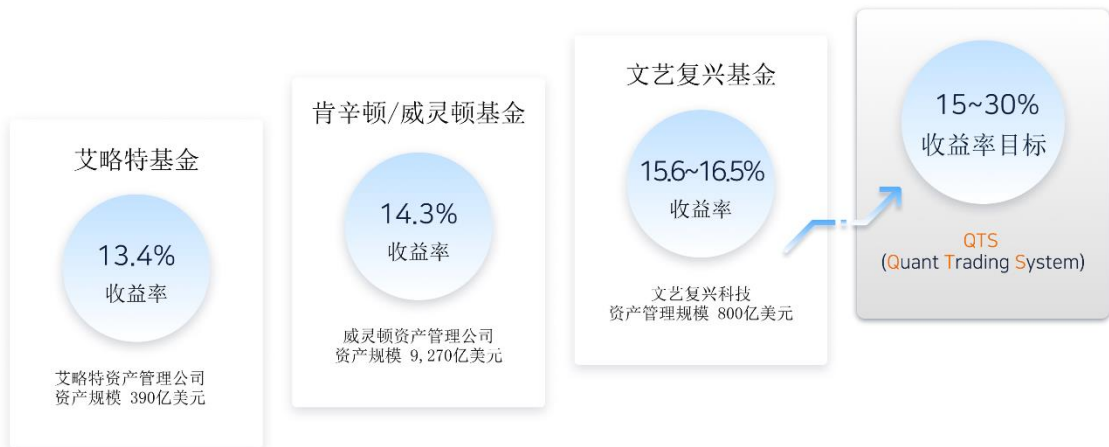 艾略特基金
13.4%
收益率
艾略特资产管理公司
资产规模 390亿美元
肯辛顿/威灵顿基金
14.3%
收益率
威灵顿资产管理公司
资产规模 9,270亿美元
文艺复兴基金
15.6~16.5%
收益率
文艺复兴科技
资产管理规模 800亿美元
15~30%
收益率目标
QTS
(Quant Trading System)